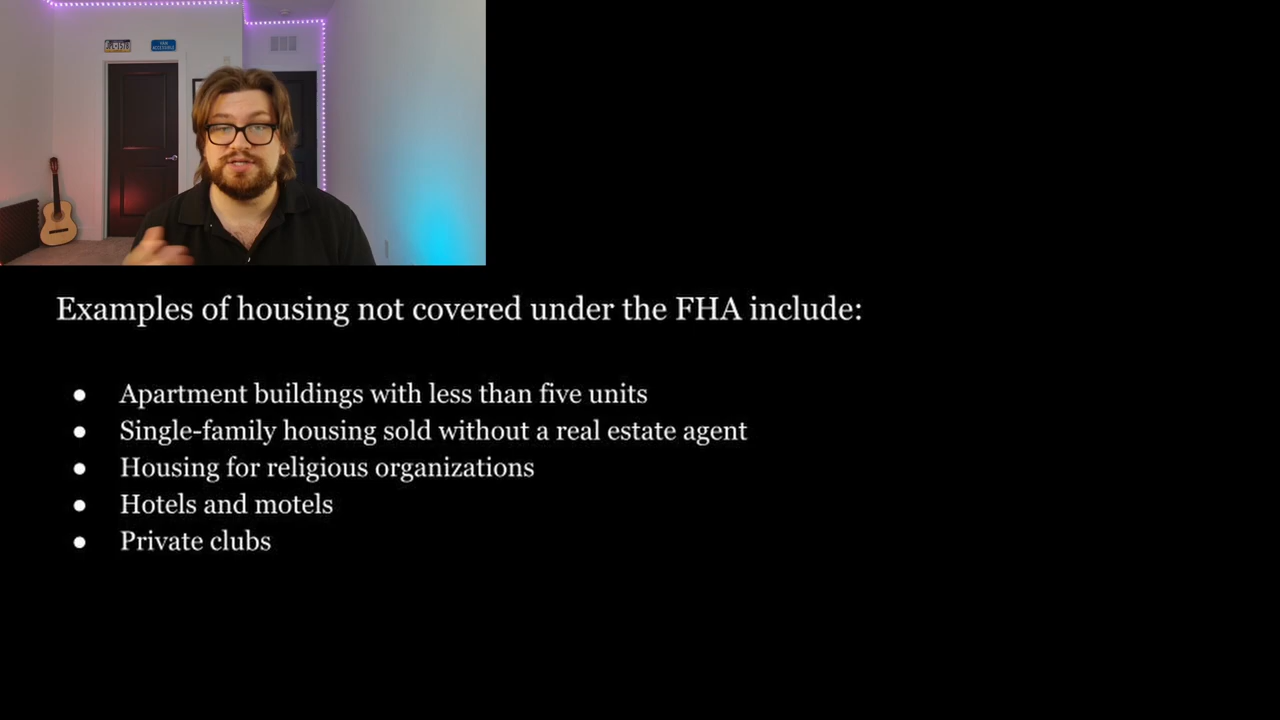 Examples of housing not covered under the FHA include:
● Apartment buildings with less than five units
● Single-family housing sold without a real estate agent
● Housing for religious organizations
● Hotels and motels
● Private clubs